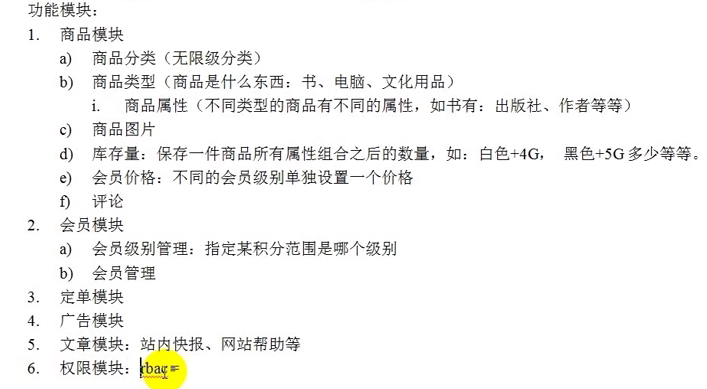 功能模块：
1. 商品模块
a) 商品分类（无限级分类）
b) 商品类型（商品是什么东西：书、电脑、文化用品）
i. 商品属性（不同类型的商品有不同的属性，如书有：出版社、作者等等）
c) 商品图片
d) 库存量：保存一件商品所有属性组合之后的数量，如：白色+4G， 黑色+5G 多少等等。
e) 会员价格：不同的会员级别单独设置一个价格
f) 评论
2. 会员模块
a) 会员级别管理：指定某积分范围是哪个级别
b) 会员管理
3. 定单模块
4. 广告模块
5. 文章模块：站内快报、网站帮助等
6. 权限模块：rbac